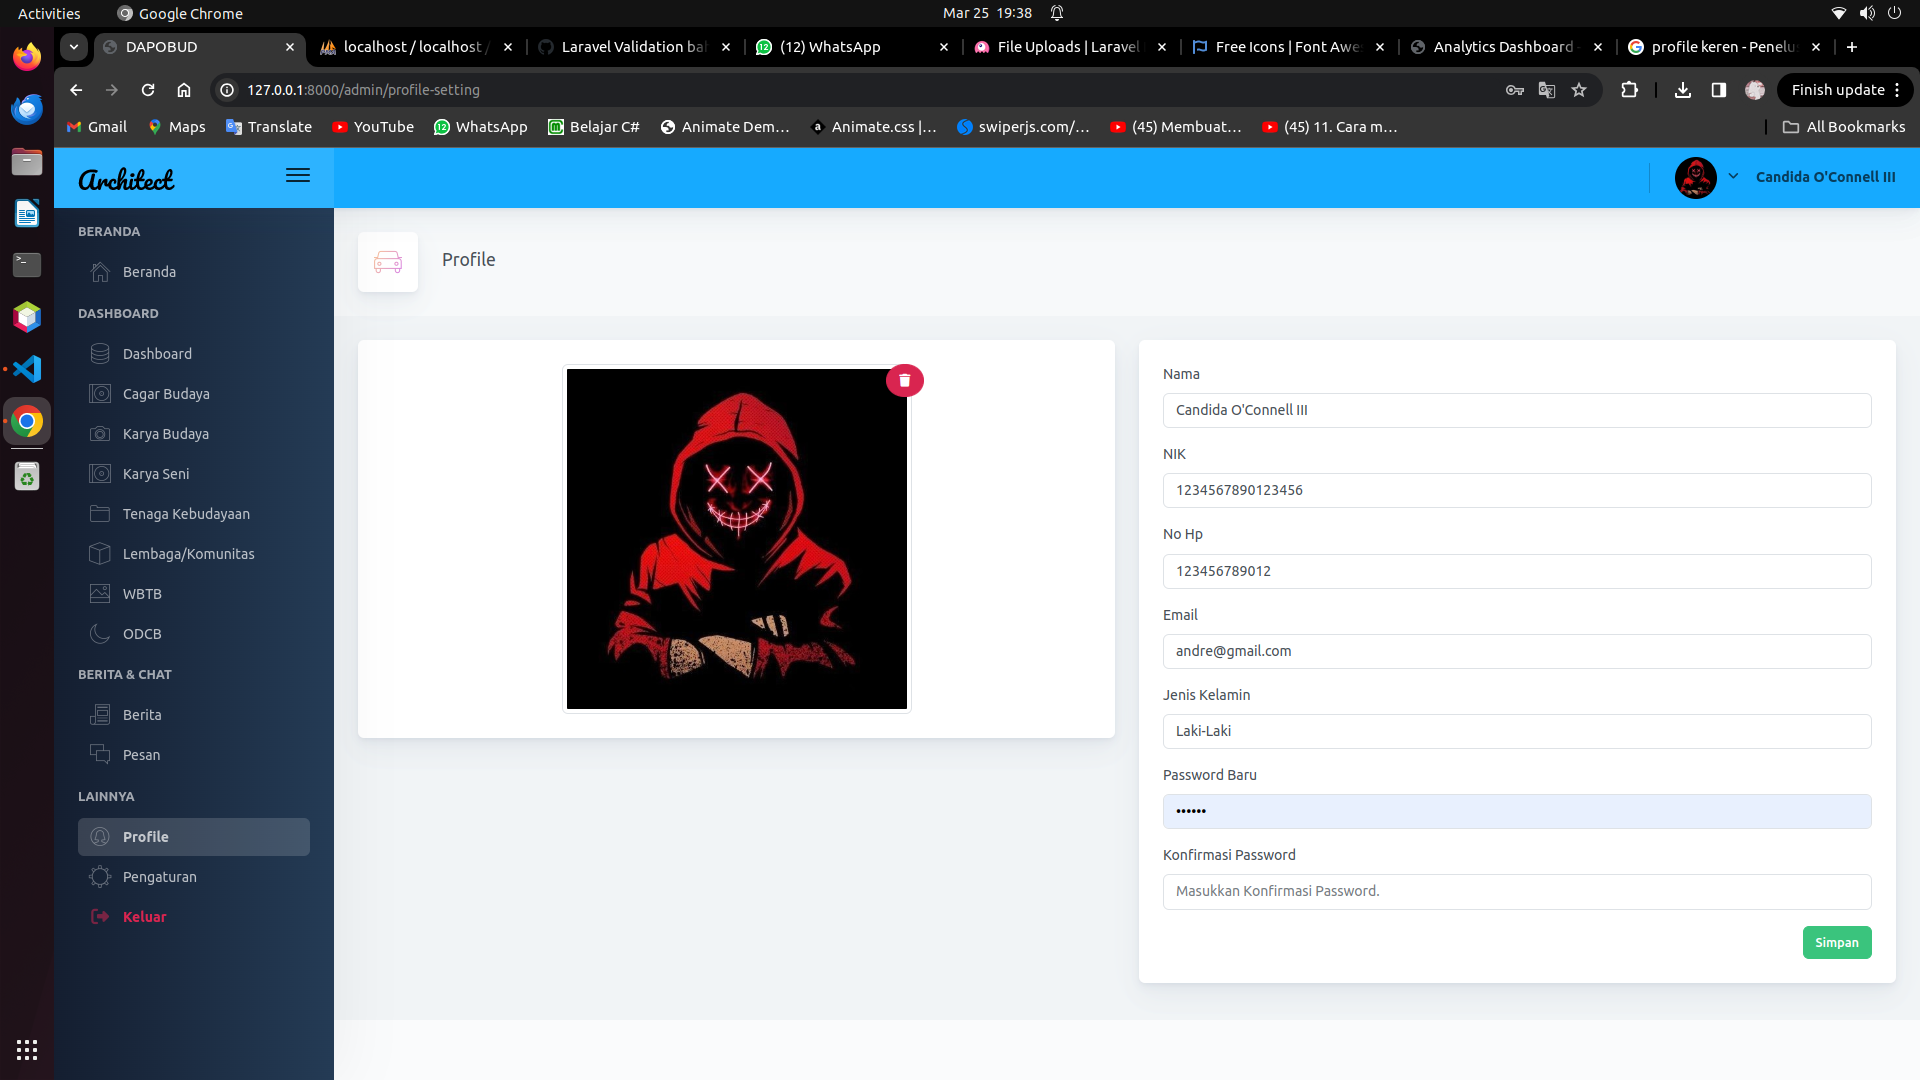 Activities Google Chrome Mar 25 19:38
DAPOBUD localhost / localhost / Laravel Validation bah (12) WhatsApp File Uploads | Laravel Free Icons | Font Awe Analytics Dashboard - profile keren - Penelu
127.0.0.1:8000/admin/profile-setting Finish update
Gmail Maps Translate YouTube WhatsApp Belajar C# Animate Dem... Animate.css |... swiperjs.com/... (45) Membuat... (45) 11. Cara m... All Bookmarks
Architect
Candida O'Connell III
BERANDA
Beranda
DASHBOARD
Dashboard
Cagar Budaya
Karya Budaya
Karya Seni
Tenaga Kebudayaan
Lembaga/Komunitas
WBTB
ODCB
BERITA & CHAT
Berita
Pesan
LAINNYA
Profile
Pengaturan
Keluar
Profile
Nama
Candida O'Connell III
NIK
1234567890123456
No Hp
123456789012
Email
andre@gmail.com
Jenis Kelamin
Laki-Laki
Password Baru
••••••
Konfirmasi Password
Masukkan Konfirmasi Password.
Simpan